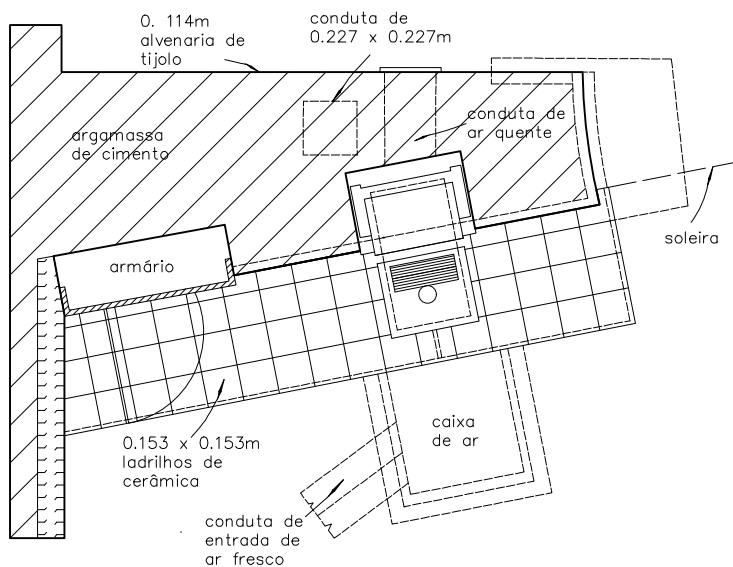 0. 114m
alvenaria de
tijolo
conduta de
0.227 x 0.227m
argamassa
de cimento
conduta de
ar quente
soleira
armário
caixa
de ar
0.153 x 0.153m
ladrilhos de
cerâmica
conduta de
entrada de
ar fresco